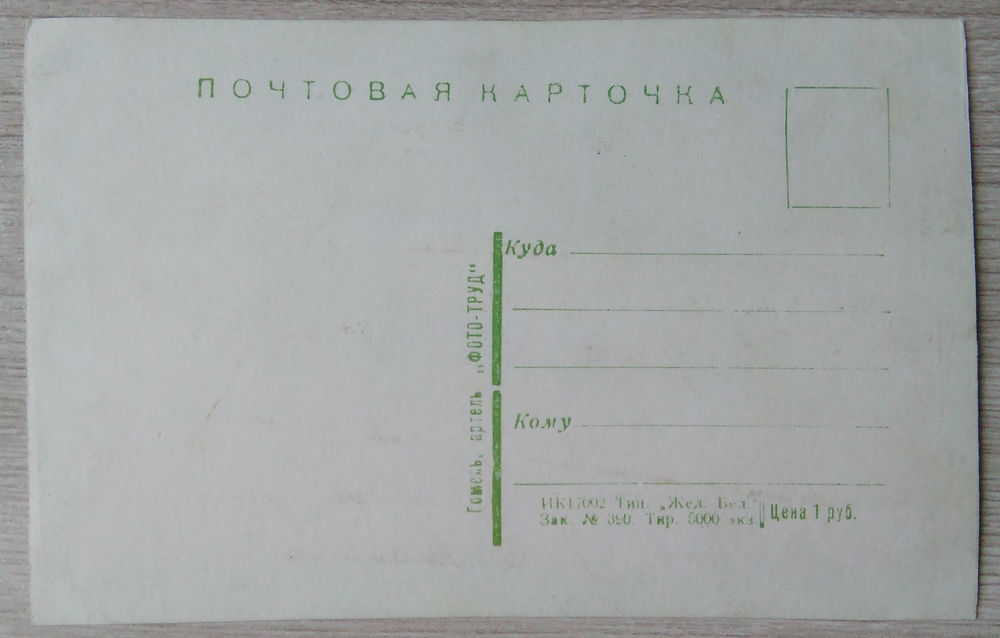 ПОЧТОВАЯ КАРТОЧКА
Гомель, артель „ФОТО-ТРУД"
Куда
Кому
ИК17002 Тип. „Жел. Бел."
Зак. № 390. Тир. 5000 экз.
Цена 1 руб.